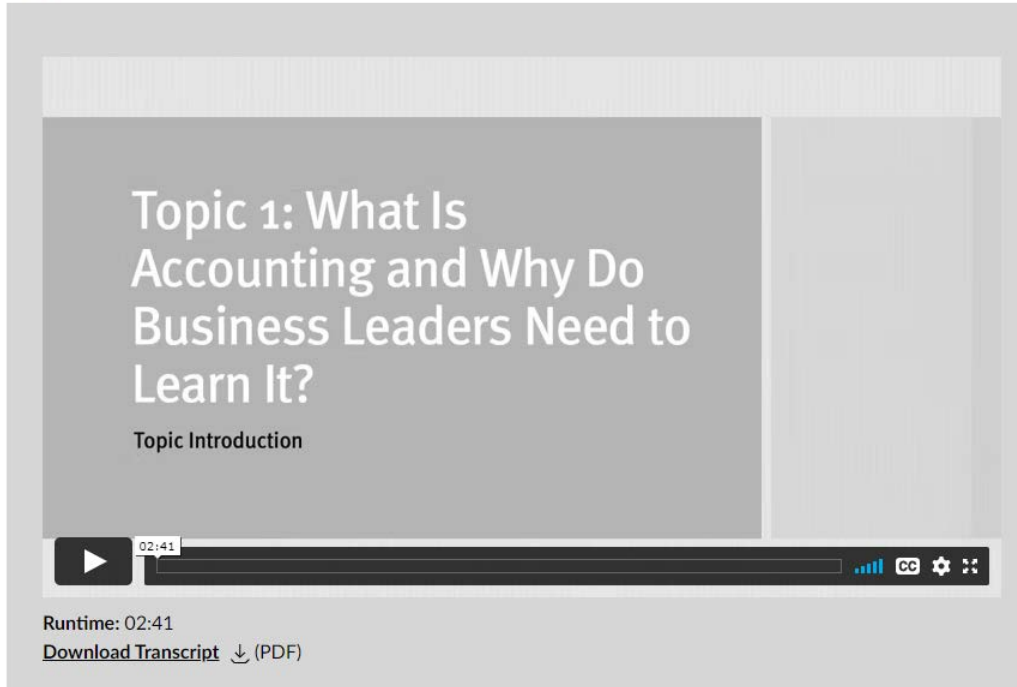 Topic 1: What Is
Accounting and Why Do
Business Leaders Need to
Learn It?
Topic Introduction
02:41
CC
Runtime: 02:41
Download Transcript (PDF)